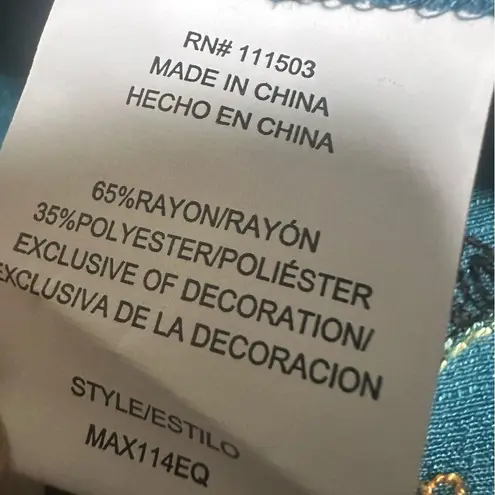 RN# 111503
MADE IN CHINA
HECHO EN CHINA
65%RAYON/RAYÓN
35%POLYESTER/POLIÉSTER
EXCLUSIVE OF DECORATION/
EXCLUSIVA DE LA DECORACION
STYLE/ESTILO
MAX114EQ